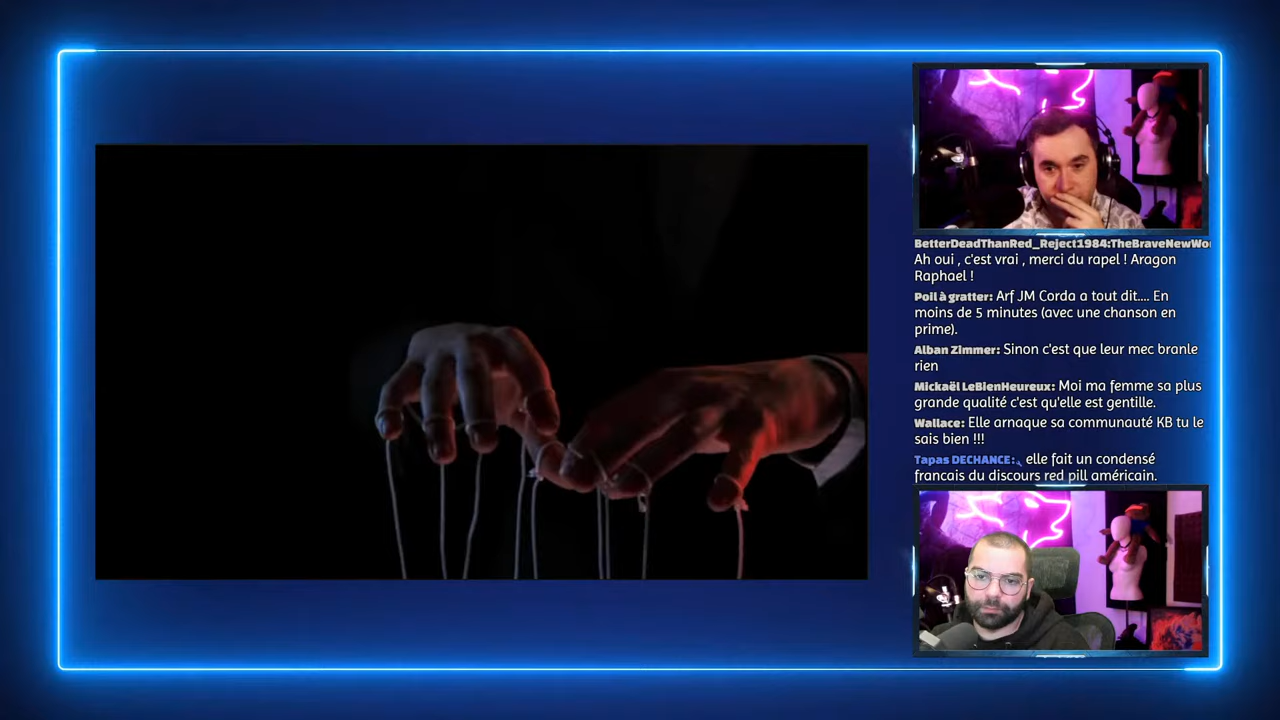 BetterDeadThanRed_Reject1984:TheBraveNewWo
Ah oui , c'est vrai , merci du rapel ! Aragon
Raphael !
Poil à gratter: Arf JM Corda a tout dit.... En
moins de 5 minutes (avec une chanson en
prime).
Alban Zimmer: Sinon c'est que leur mec branle
rien
Mickaël LeBienHeureux: Moi ma femme sa plus
grande qualité c'est qu'elle est gentille.
Wallace: Elle arnaque sa communauté KB tu le
sais bien !!!
Tapas DECHANCE: elle fait un condensé
francais du discours red pill américain.